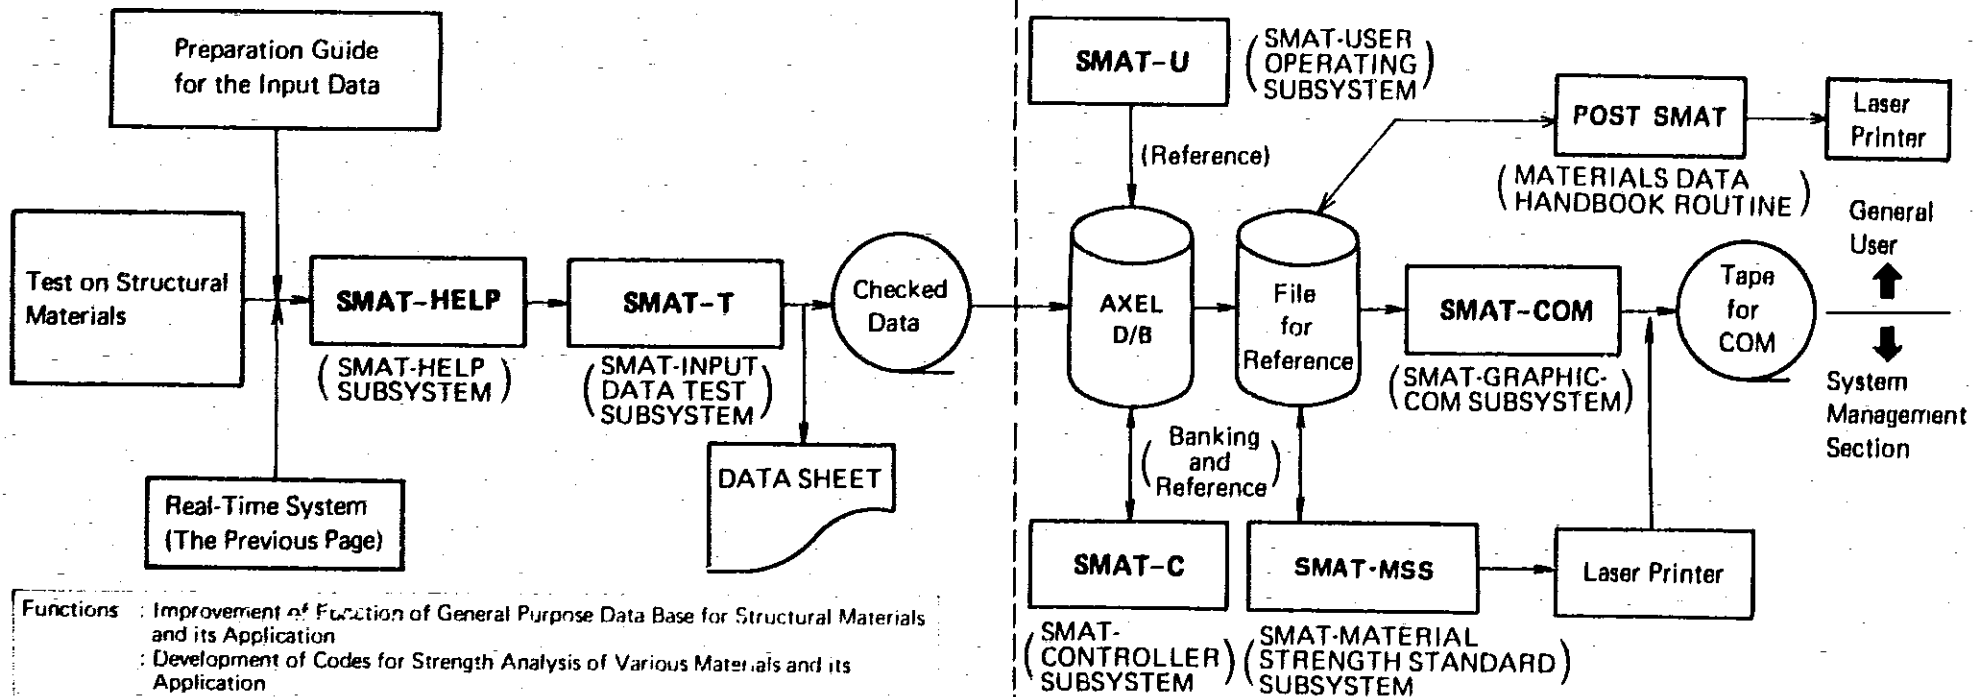 Preparation Guide
for the Input Data
Test on Structural
Materials
SMAT-HELP
(SMAT-HELP
SUBSYSTEM)
SMAT-T
(SMAT-INPUT
DATA TEST
SUBSYSTEM)
Checked
Data
Real-Time System
(The Previous Page)
DATA SHEET
SMAT-U
(SMAT-USER
OPERATING
SUBSYSTEM)
(Reference)
POST SMAT
(MATERIALS DATA
HANDBOOK ROUTINE)
Laser
Printer
AXEL
D/B
File
for
Reference
SMAT-COM
(SMAT-GRAPHIC-
COM SUBSYSTEM)
Tape
for
COM
General
User
System
Management
Section
(Banking
and
Reference)
SMAT-C
(SMAT-
CONTROLLER
SUBSYSTEM)
SMAT-MSS
(SMAT-MATERIAL
STRENGTH STANDARD
SUBSYSTEM)
Laser Printer
Functions : Improvement of Function of General Purpose Data Base for Structural Materials
and its Application
: Development of Codes for Strength Analysis of Various Materials and its
Application